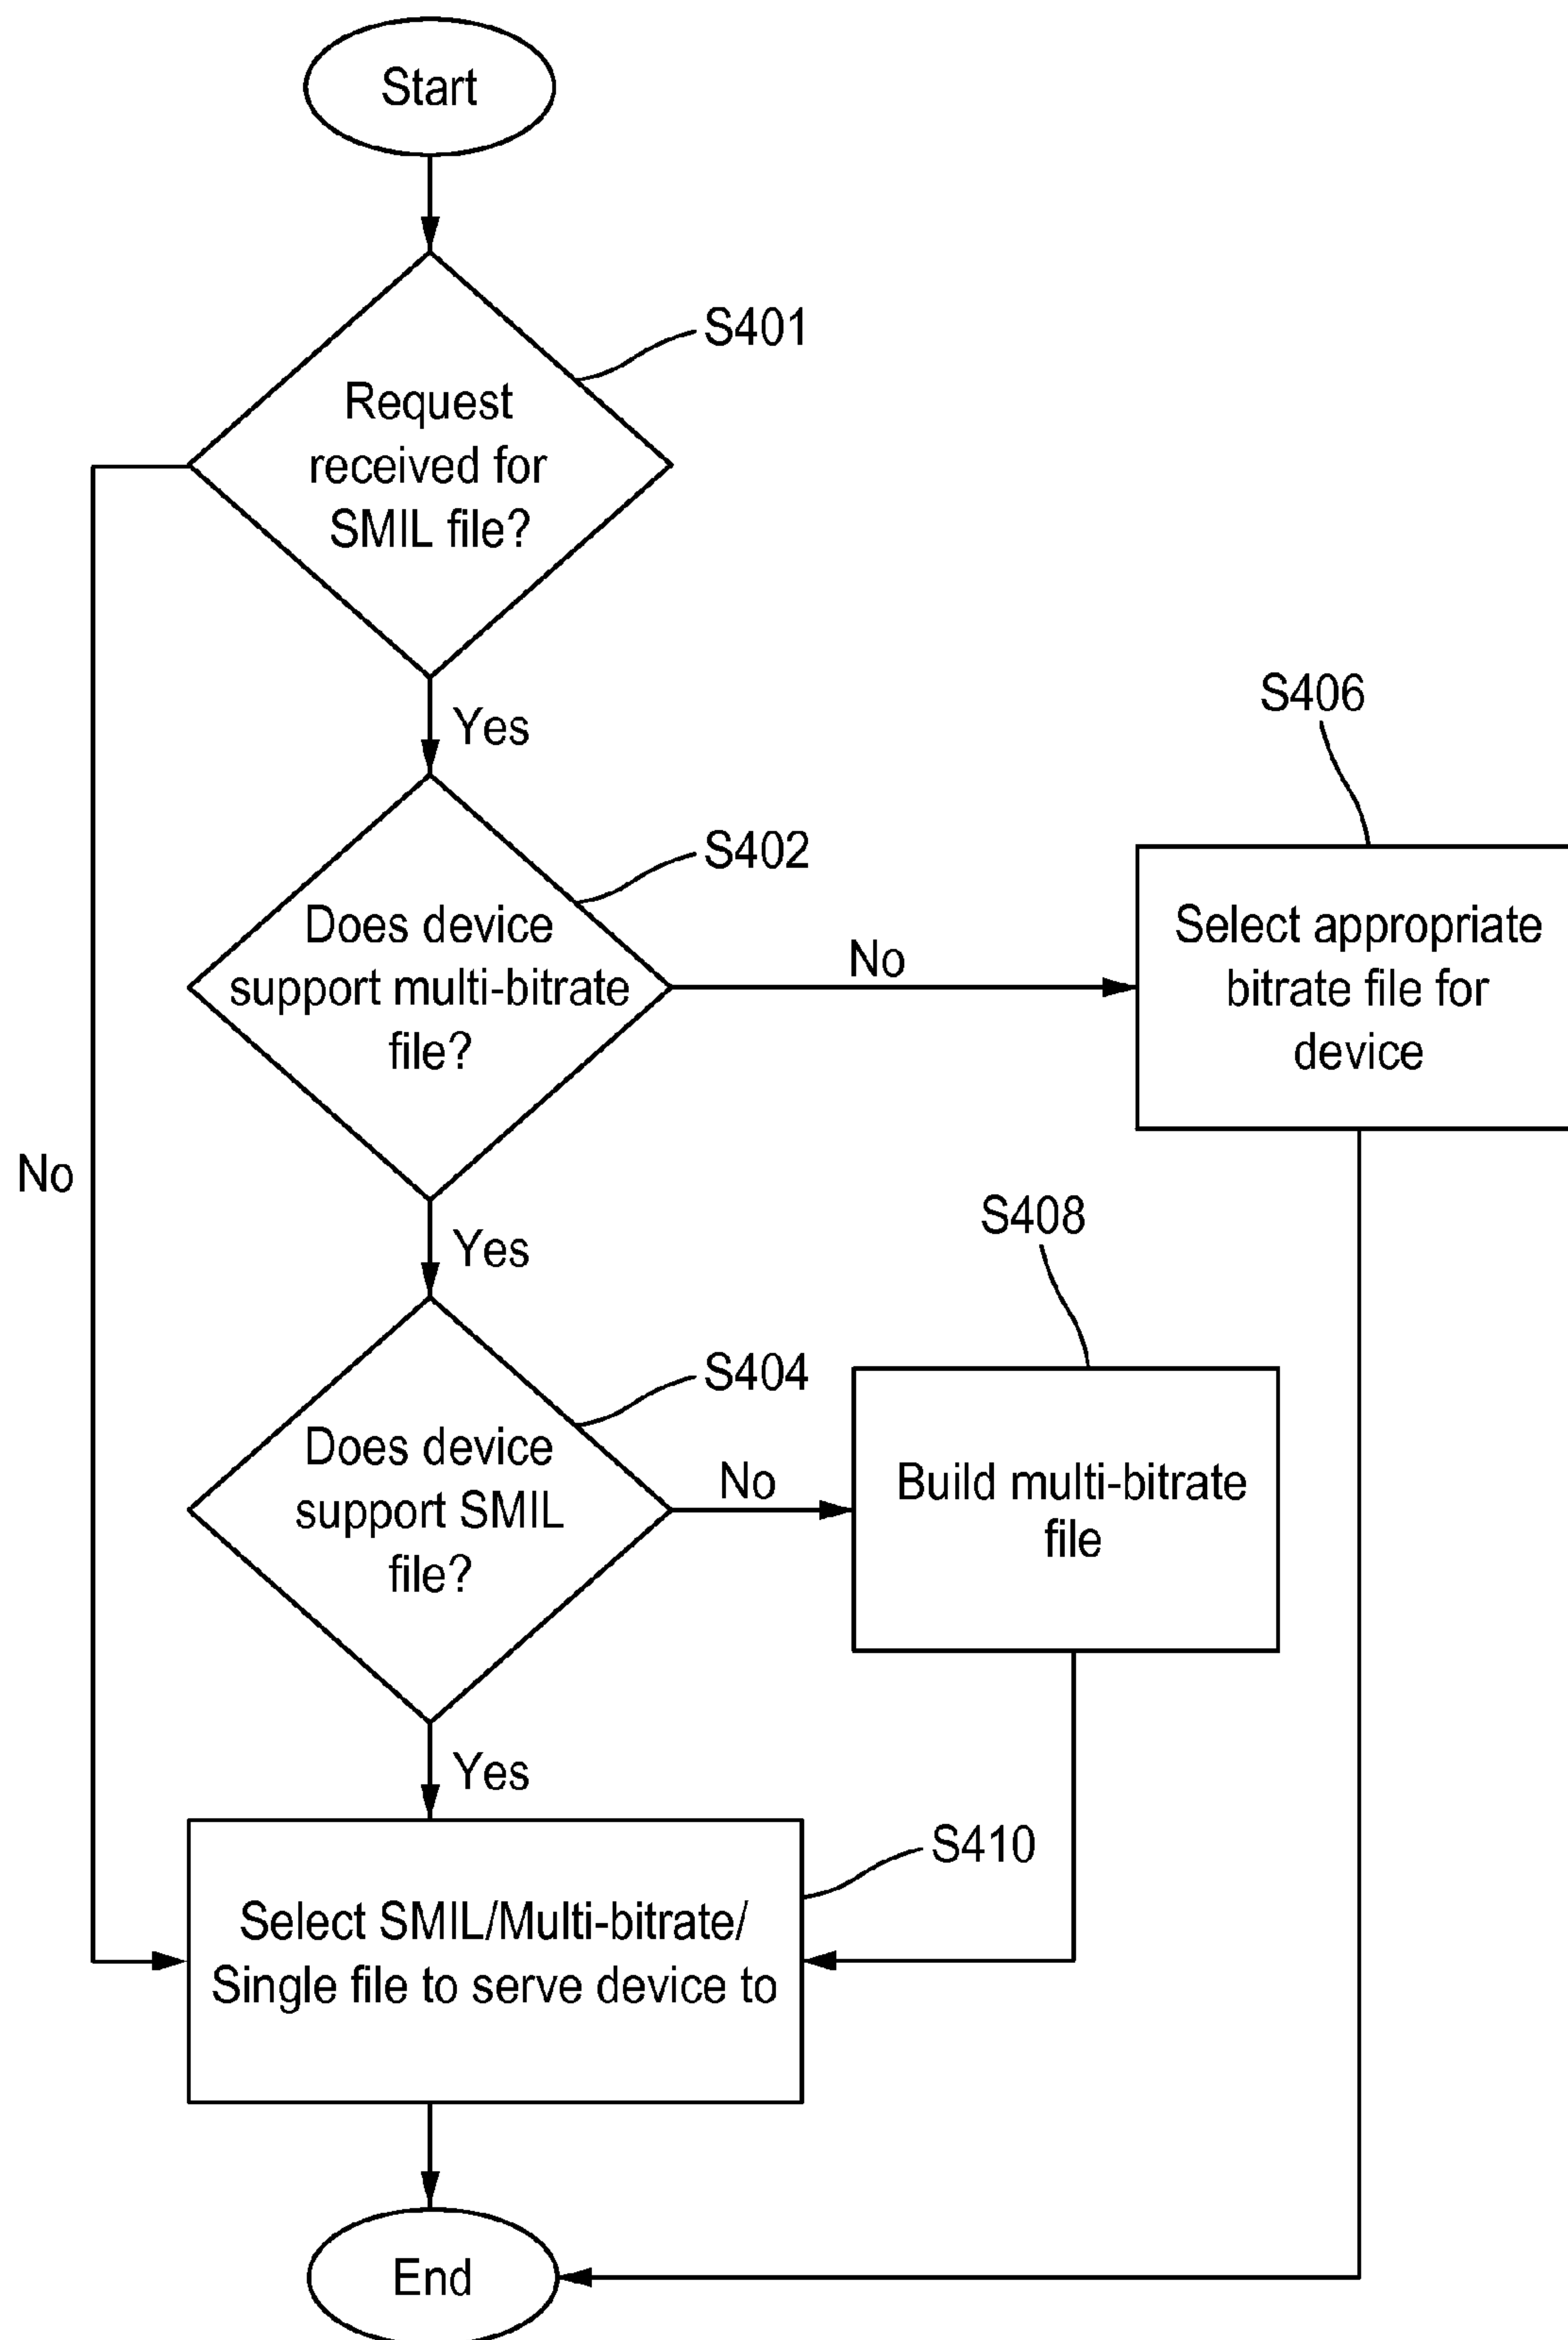 Start
S401
Request
received for
SMIL file?
Yes
S406
S402
Does device
support multi-bitrate
file?
No
Select appropriate
bitrate file for
device
No
Yes
S408
S404
Does device
support SMIL
file?
No
Build multi-bitrate
file
Yes
S410
Select SMIL/Multi-bitrate/
Single file to serve device to
End